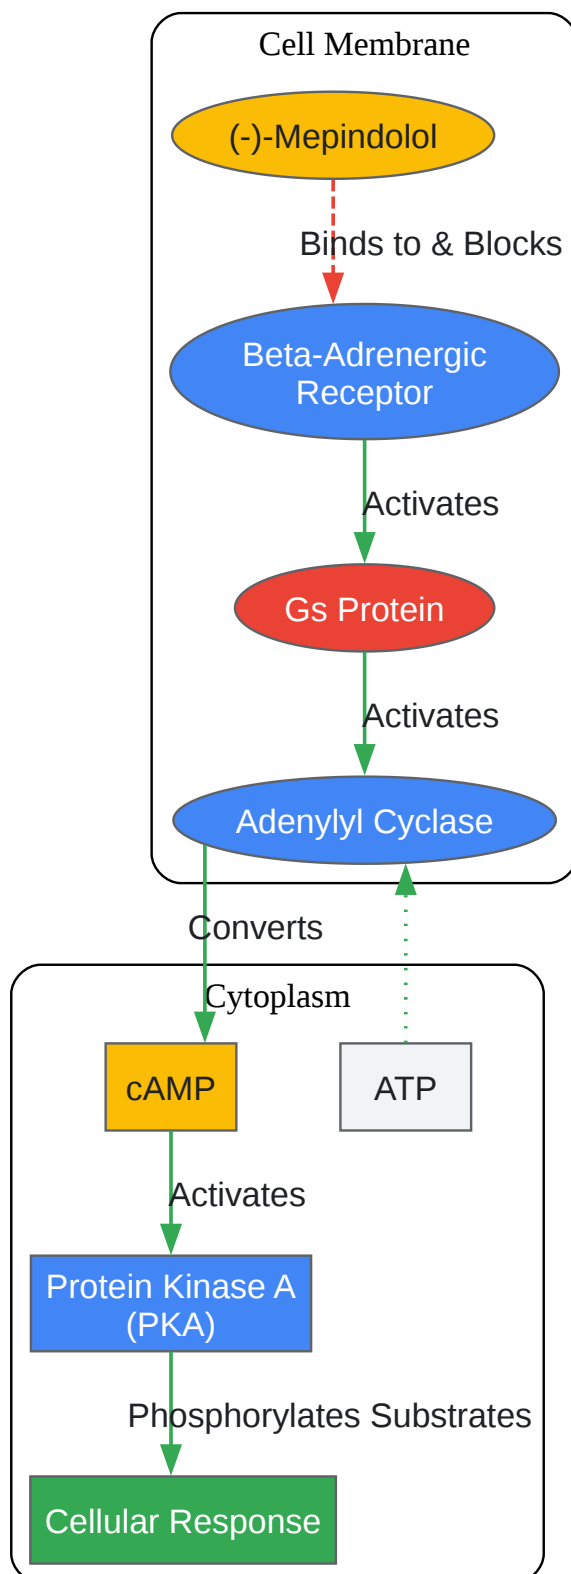 Cell Membrane
(-)-Mepindolol
Binds to & Blocks
Beta-Adrenergic
Receptor
Activates
Gs Protein
Activates
Adenylyl Cyclase
Converts
Cytoplasm
cAMP
ATP
Activates
Protein Kinase A
(PKA)
Phosphorylates Substrates
Cellular Response